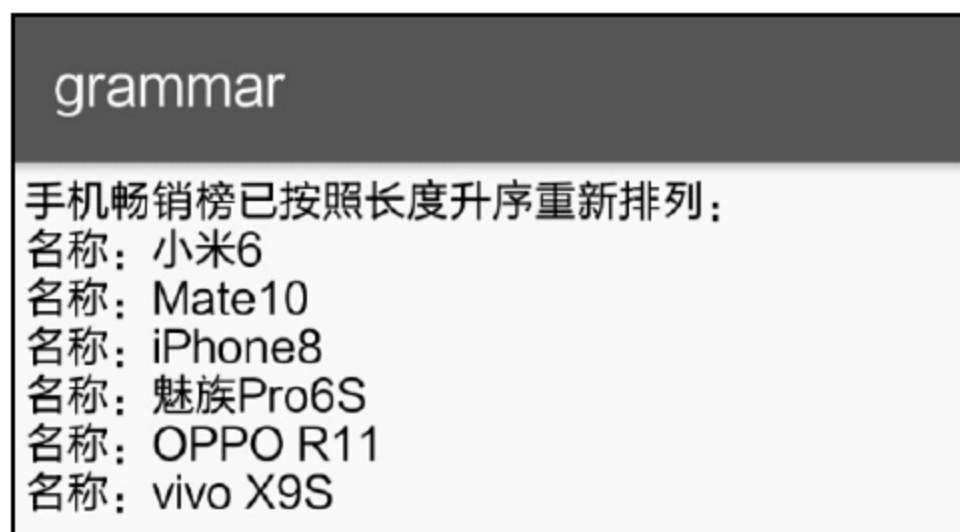 grammar
手机畅销榜已按照长度升序重新排列：
名称：小米6
名称：Mate10
名称：iPhone8
名称：魅族Pro6S
名称：OPPO R11
名称：vivo X9S